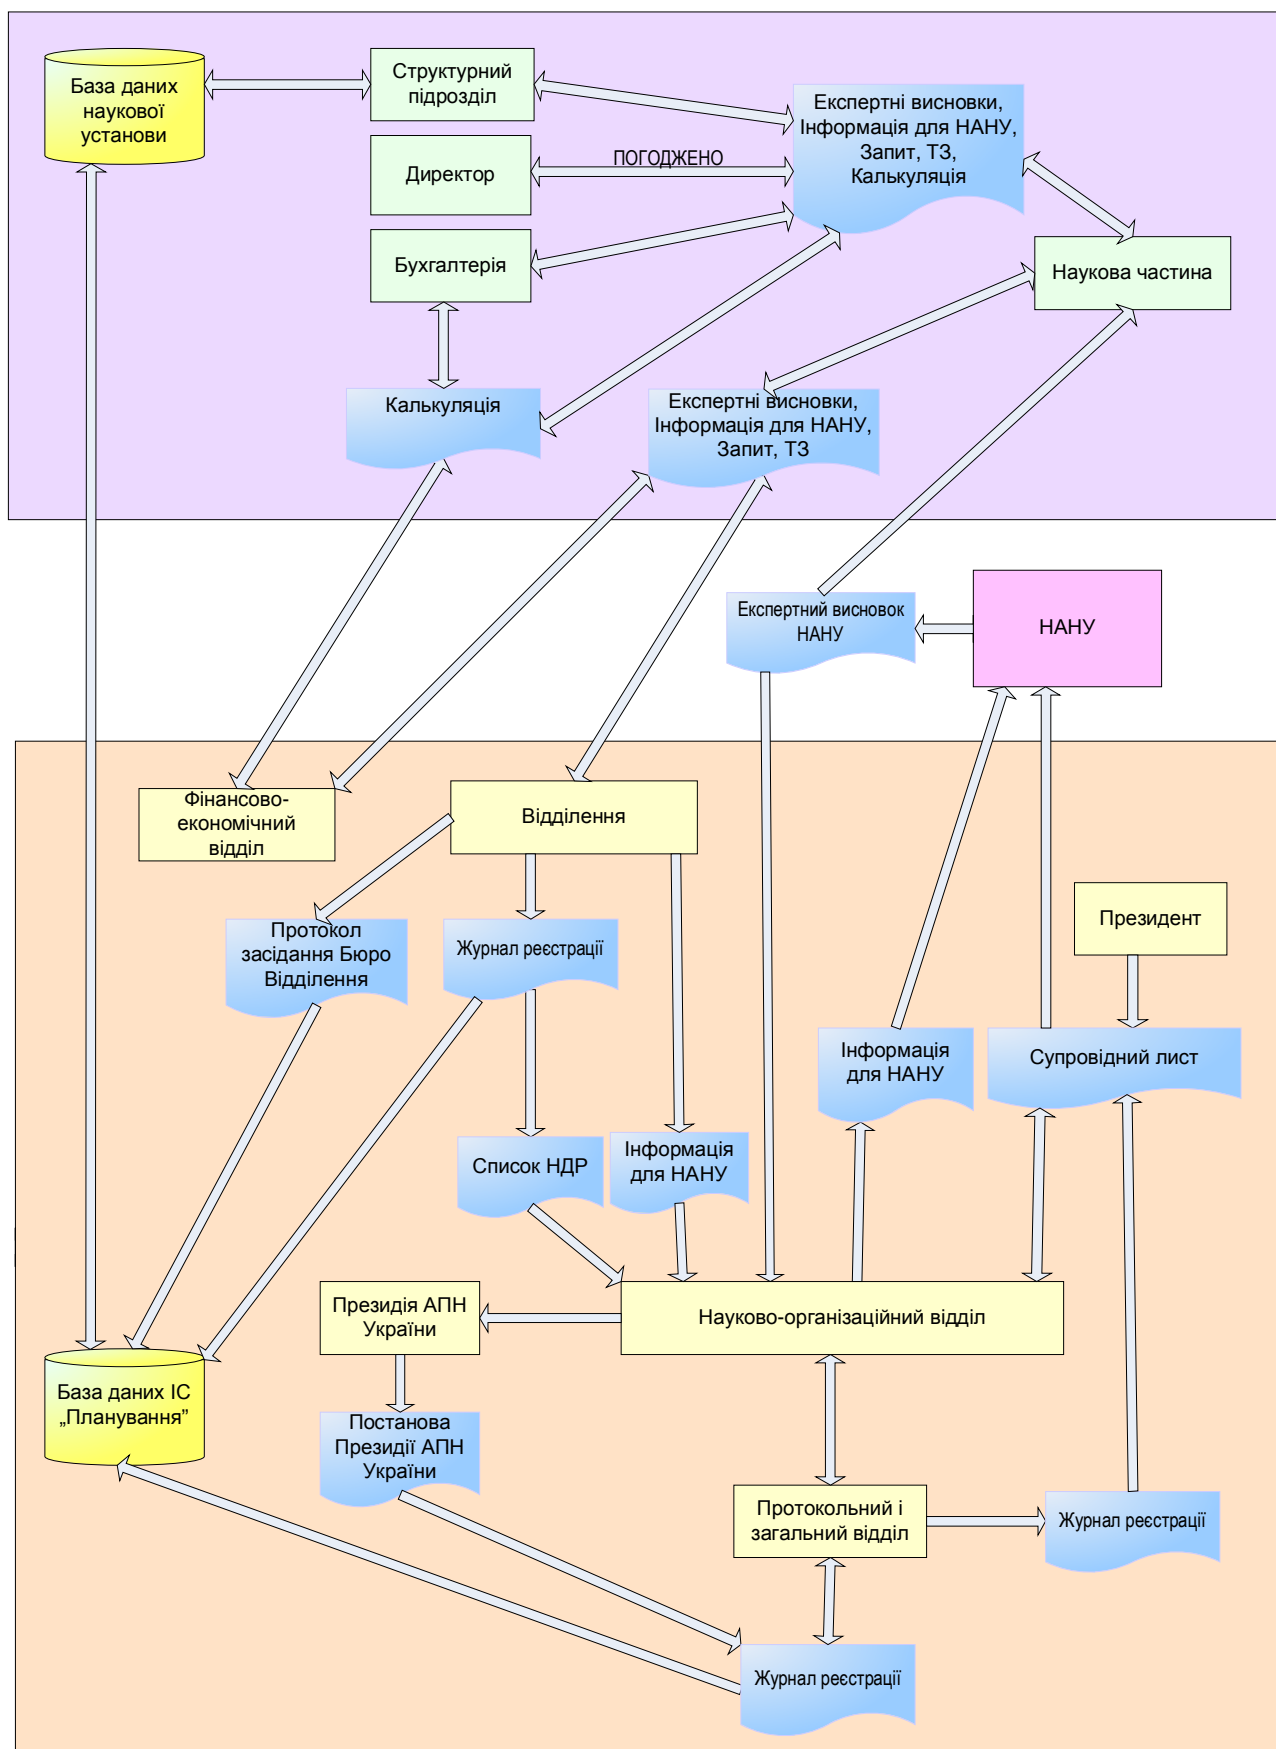 База даних
наукової
установи
Структурний
підрозділ
Експертні висновки,
Інформація для НАНУ,
Запит, ТЗ,
Калькуляція
Директор
ПОГОДЖЕНО
Бухгалтерія
Наукова частина
Калькуляція
Експертні висновки,
Інформація для НАНУ,
Запит, ТЗ
Експертний висновок
НАНУ
НАНУ
Фінансово-
економічний
відділ
Відділення
Протокол
засідання Бюро
Відділення
Журнал реєстрації
Президент
Інформація
для НАНУ
Супровідний лист
Список НДР
Інформація
для НАНУ
Президія АПН
України
Науково-організаційний відділ
База даних ІС
„Планування”
Постанова
Президії АПН
України
Протокольний і
загальний відділ
Журнал реєстрації
Журнал реєстрації